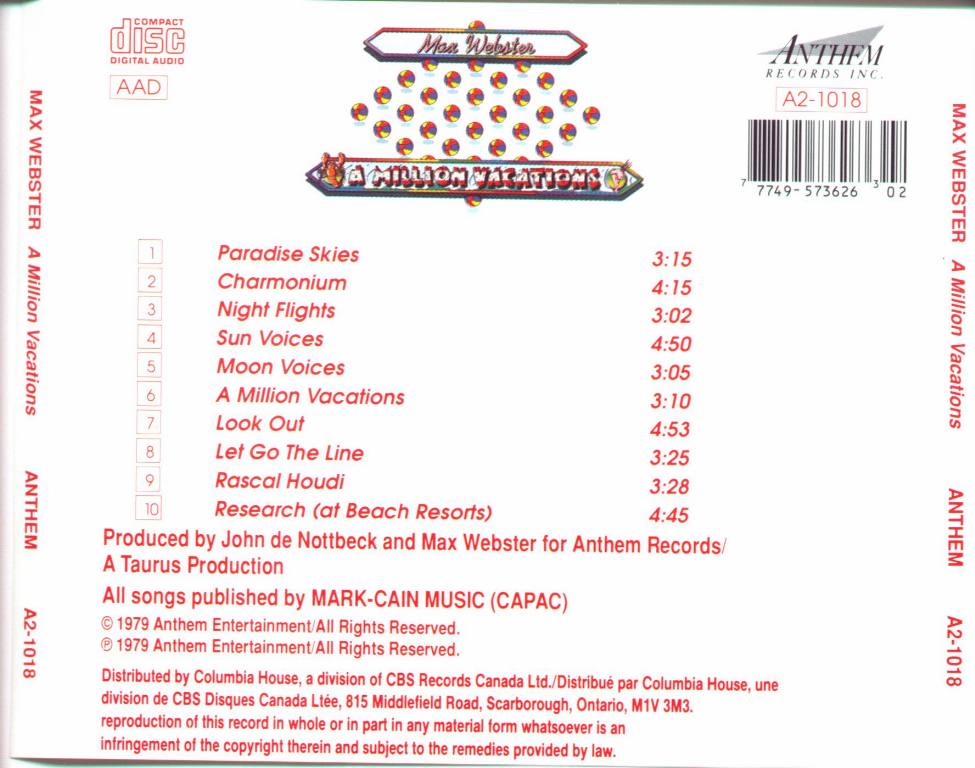 COMPACT
disc
DIGITAL AUDIO
AAD
Max Webster
A MILLION VACATIONS
ANTHEM
RECORDS INC.
A2-1018
7 7749-573626 3 02
MAX WEBSTER A Million Vacations ANTHEM A2-1018
1 Paradise Skies 3:15
2 Charmonium 4:15
3 Night Flights 3:02
4 Sun Voices 4:50
5 Moon Voices 3:05
6 A Million Vacations 3:10
7 Look Out 4:53
8 Let Go The Line 3:25
9 Rascal Houdi 3:28
10 Research (at Beach Resorts) 4:45
Produced by John de Nottbeck and Max Webster for Anthem Records/
A Taurus Production
All songs published by MARK-CAIN MUSIC (CAPAC)
© 1979 Anthem Entertainment/All Rights Reserved.
℗ 1979 Anthem Entertainment/All Rights Reserved.
Distributed by Columbia House, a division of CBS Records Canada Ltd./Distribué par Columbia House, une
division de CBS Disques Canada Ltée, 815 Middlefield Road, Scarborough, Ontario, M1V 3M3.
reproduction of this record in whole or in part in any material form whatsoever is an
infringement of the copyright therein and subject to the remedies provided by law.
MAX WEBSTER A Million Vacations ANTHEM A2-1018